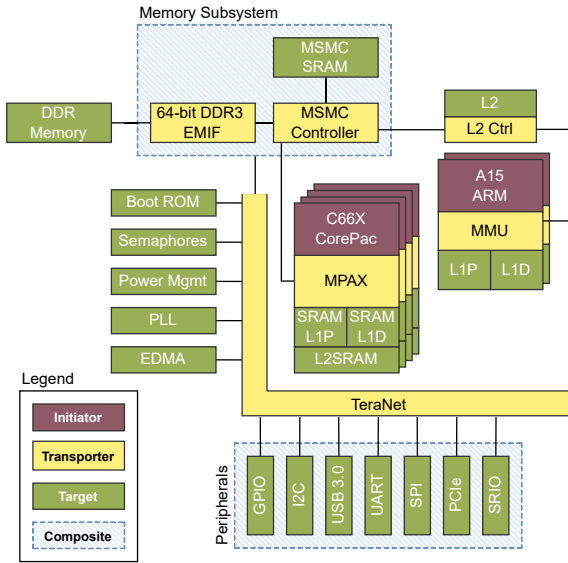 Memory Subsystem
MSMC
SRAM
DDR
Memory
64-bit DDR3
EMIF
MSMC
Controller
L2
L2 Ctrl
A15
ARM
MMU
L1P
L1D
Boot ROM
Semaphores
Power Mgmt
PLL
EDMA
C66X
CorePac
MPAX
SRAM
L1P
SRAM
L1D
L2SRAM
TeraNet
Legend
Initiator
Transporter
Target
Composite
Peripherals
GPIO
I2C
USB 3.0
UART
SPI
PCIe
SRIO